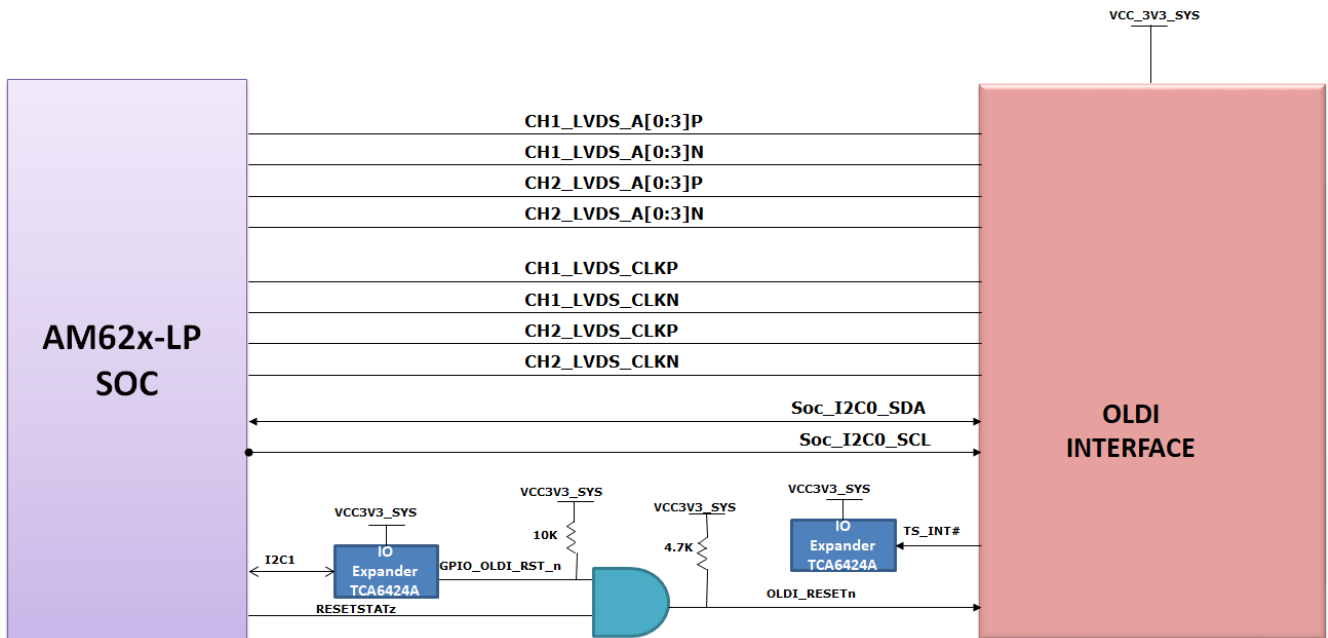 VCC_3V3_SYS
CH1_LVDS_A[0:3]P
CH1_LVDS_A[0:3]N
CH2_LVDS_A[0:3]P
CH2_LVDS_A[0:3]N
CH1_LVDS_CLKP
CH1_LVDS_CLKN
CH2_LVDS_CLKP
CH2_LVDS_CLKN
AM62x-LP
SOC
Soc_I2C0_SDA
Soc_I2C0_SCL
OLDI
INTERFACE
VCC3V3_SYS
VCC3V3_SYS
VCC3V3_SYS
VCC3V3_SYS
10K
4.7K
I2C1
IO
Expander
TCA6424A
GPIO_OLDI_RST_n
RESETSTATz
IO
Expander
TCA6424A
TS_INT#
OLDI_RESETn